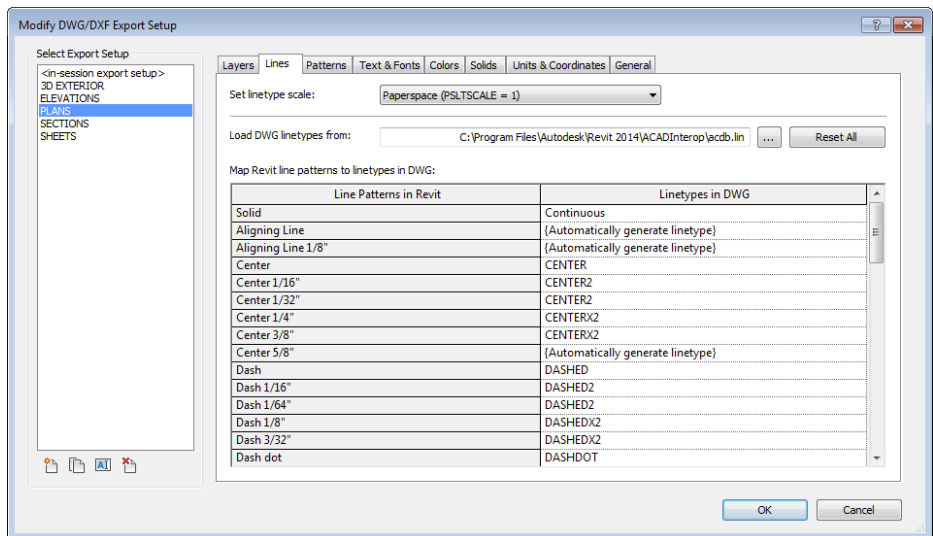 Modify DWG/DXF Export Setup
Select Export Setup
<in-session export setup>
3D EXTERIOR
ELEVATIONS
PLANS
SECTIONS
SHEETS
Layers Lines Patterns Text & Fonts Colors Solids Units & Coordinates General
Set linetype scale: Paperspace (PSLTSCALE = 1)
Load DWG linetypes from: C:\Program Files\Autodesk\Revit 2014\ACADInterop\acdb.lin ... Reset All
Map Revit line patterns to linetypes in DWG:
Line Patterns in Revit Linetypes in DWG
Solid Continuous
Aligning Line {Automatically generate linetype}
Aligning Line 1/8" {Automatically generate linetype}
Center CENTER
Center 1/16" CENTER2
Center 1/32" CENTER2
Center 1/4" CENTERX2
Center 3/8" CENTERX2
Center 5/8" {Automatically generate linetype}
Dash DASHED
Dash 1/16" DASHED2
Dash 1/64" DASHED2
Dash 1/8" DASHEDX2
Dash 3/32" DASHEDX2
Dash dot DASHDOT
OK Cancel